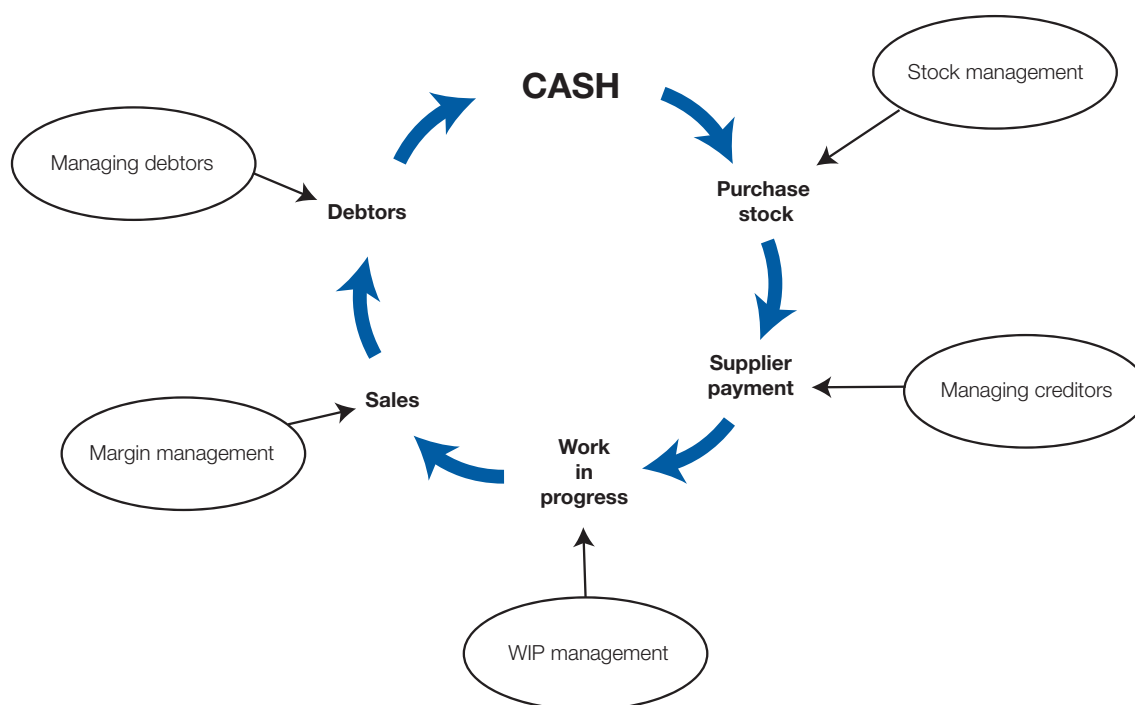 CASH
Stock management
Purchase
stock
Managing creditors
Supplier
payment
WIP management
Work
in
progress
Margin management
Sales
Managing debtors
Debtors